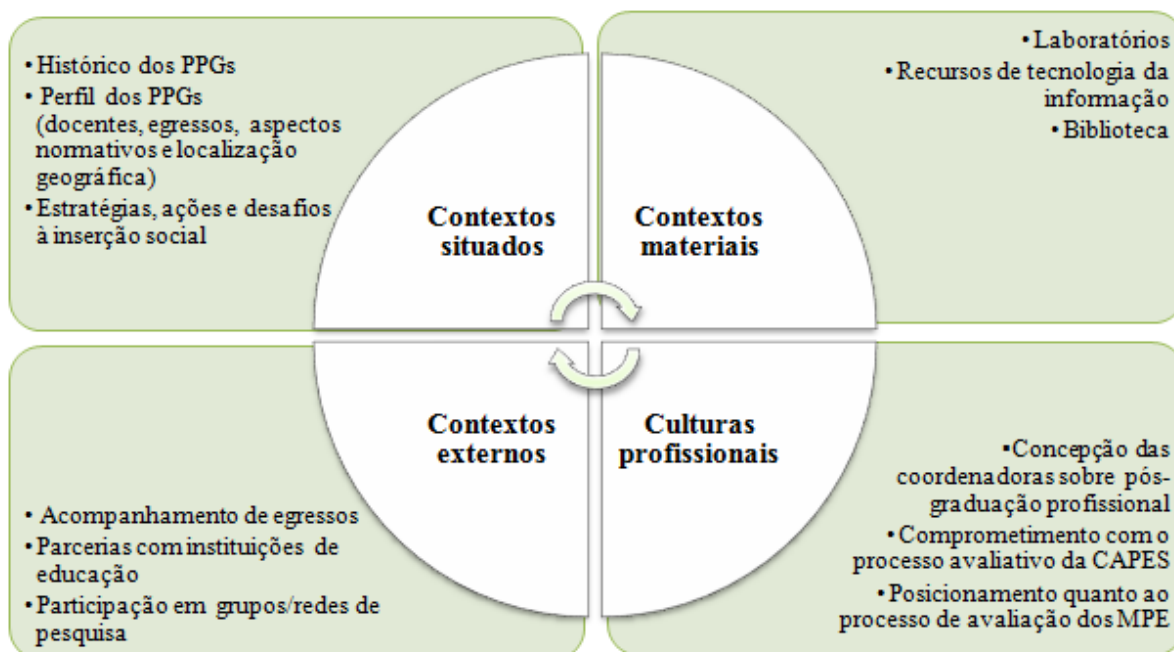 • Histórico dos PPGs
• Perfil dos PPGs
(docentes, egressos, aspectos
normativos e localização
geográfica)
• Estratégias, ações e desafios
à inserção social
Contextos
situados
• Laboratórios
• Recursos de tecnologia da
informação
• Biblioteca
Contextos
materiais
Contextos
externos
• Acompanhamento de egressos
• Parcerias com instituições de
educação
• Participação em grupos/redes de
pesquisa
Culturas
profissionais
• Concepção das
coordenadoras sobre pós-
graduação profissional
• Comprometimento com o
processo avaliativo da CAPES
• Posicionamento quanto ao
processo de avaliação dos MPE